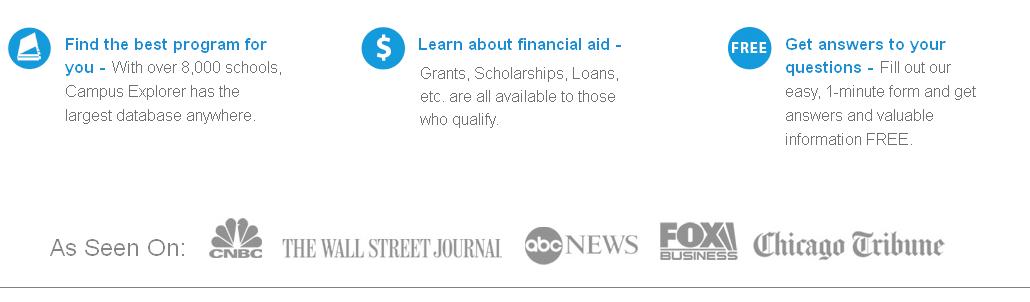 Find the best program for
you - With over 8,000 schools,
Campus Explorer has the
largest database anywhere.
$
Learn about financial aid -
Grants, Scholarships, Loans,
etc. are all available to those
who qualify.
FREE
Get answers to your
questions - Fill out our
easy, 1-minute form and get
answers and valuable
information FREE.
As Seen On:
CNBC
THE WALL STREET JOURNAL
abc NEWS
FOX
BUSINESS
Chicago Tribune